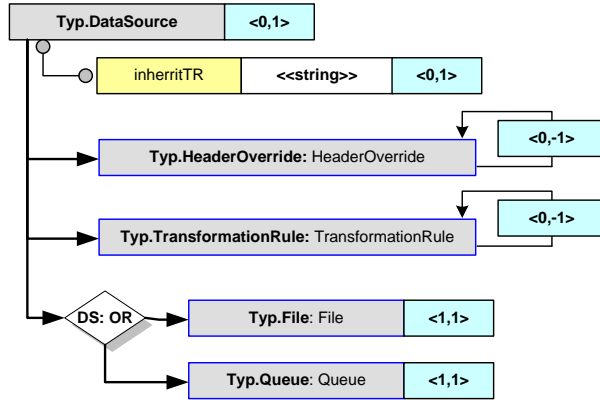 Typ.DataSource <0,1>
inherritTR <<string>> <0,1>
<0,-1>
Typ.HeaderOverride: HeaderOverride
<0,-1>
Typ.TransformationRule: TransformationRule
DS: OR
Typ.File: File <1,1>
Typ.Queue: Queue <1,1>